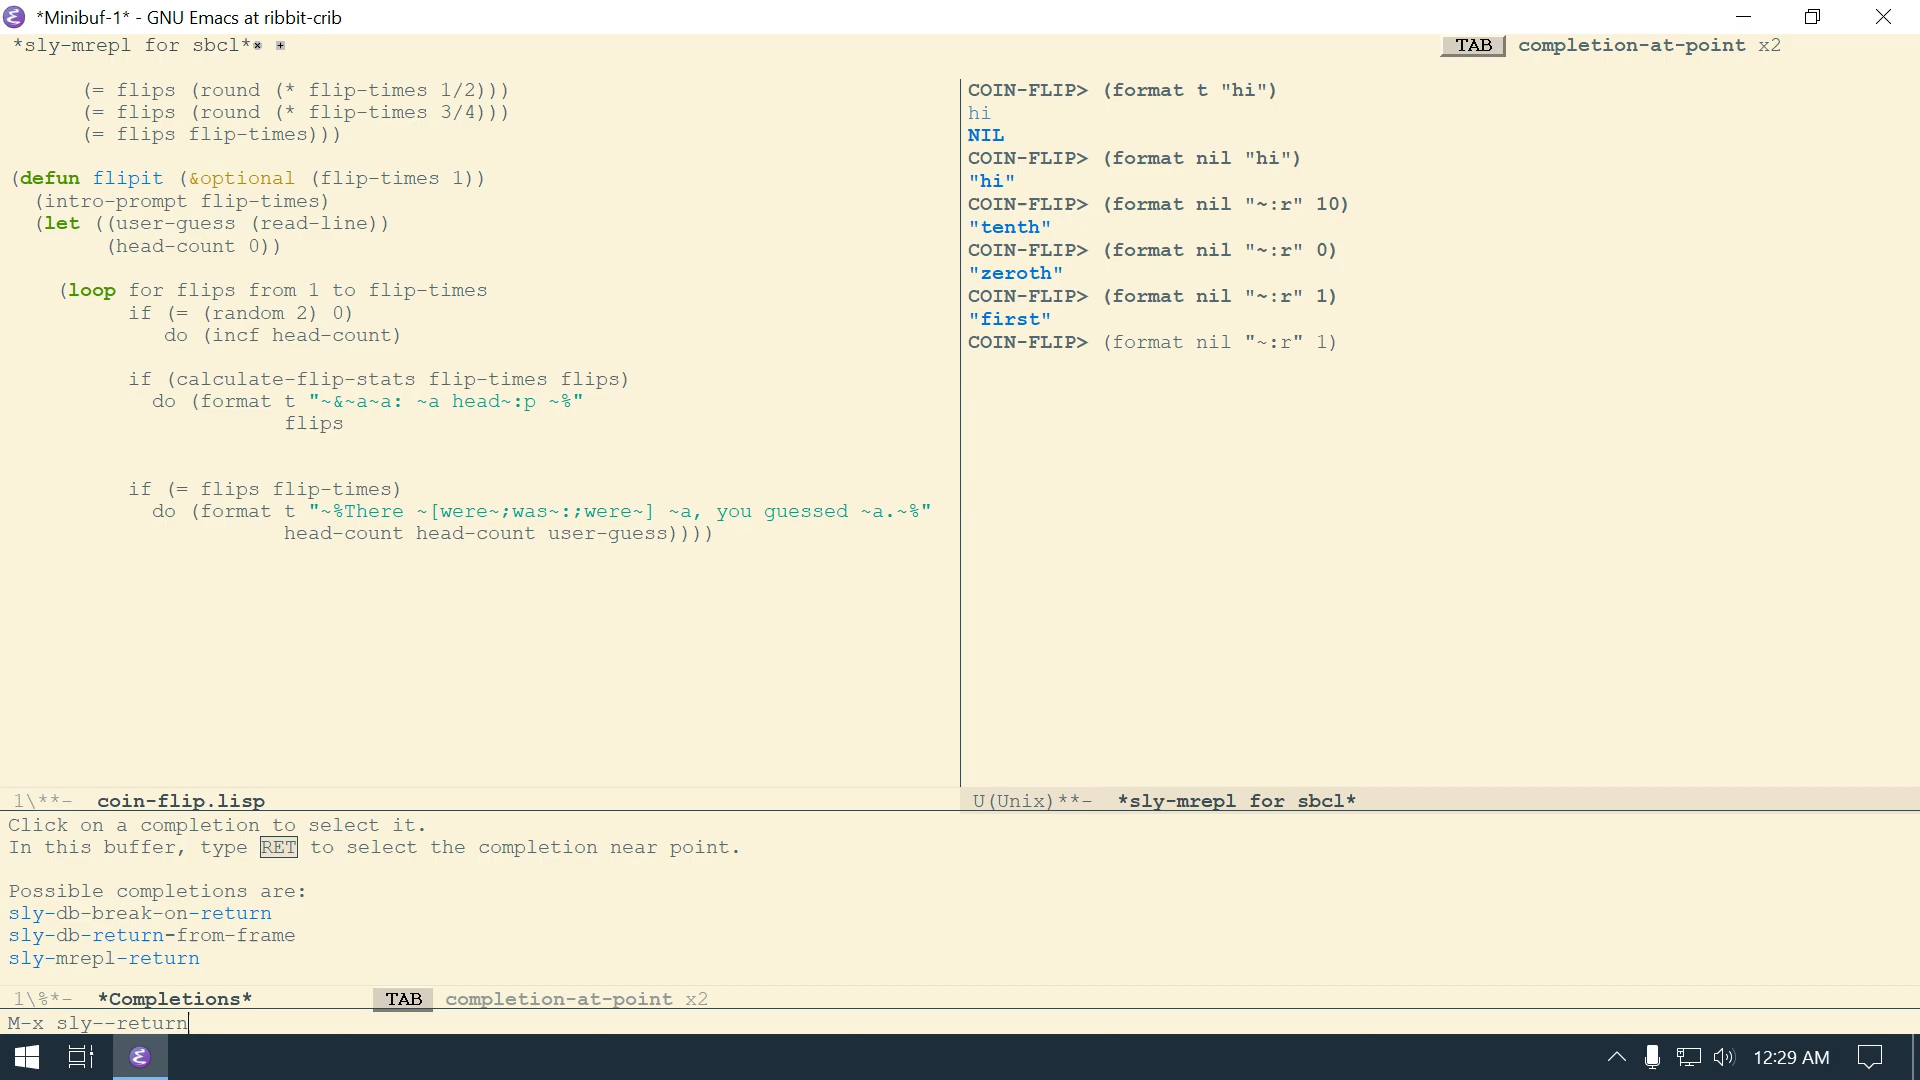 *Minibuf-1* - GNU Emacs at ribbit-crib
*sly-mrepl for sbcl*
TAB completion-at-point x2
(= flips (round (* flip-times 1/2)))
(= flips (round (* flip-times 3/4)))
(= flips flip-times)))
(defun flipit (&optional (flip-times 1))
(intro-prompt flip-times)
(let ((user-guess (read-line))
(head-count 0))
(loop for flips from 1 to flip-times
if (= (random 2) 0)
do (incf head-count)
if (calculate-flip-stats flip-times flips)
do (format t "~&~a~a: ~a head~:p ~%"
flips
if (= flips flip-times)
do (format t "~%There ~[were~;was~:;were~] ~a, you guessed ~a.~%"
head-count head-count user-guess))))
COIN-FLIP> (format t "hi")
hi
NIL
COIN-FLIP> (format nil "hi")
"hi"
COIN-FLIP> (format nil "~:r" 10)
"tenth"
COIN-FLIP> (format nil "~:r" 0)
"zeroth"
COIN-FLIP> (format nil "~:r" 1)
"first"
COIN-FLIP> (format nil "~:r" 1)
1\**- coin-flip.lisp
U(Unix)**- *sly-mrepl for sbcl*
Click on a completion to select it.
In this buffer, type RET to select the completion near point.
Possible completions are:
sly-db-break-on-return
sly-db-return-from-frame
sly-mrepl-return
1\%*- *Completions* TAB completion-at-point x2
M-x sly--return
12:29 AM